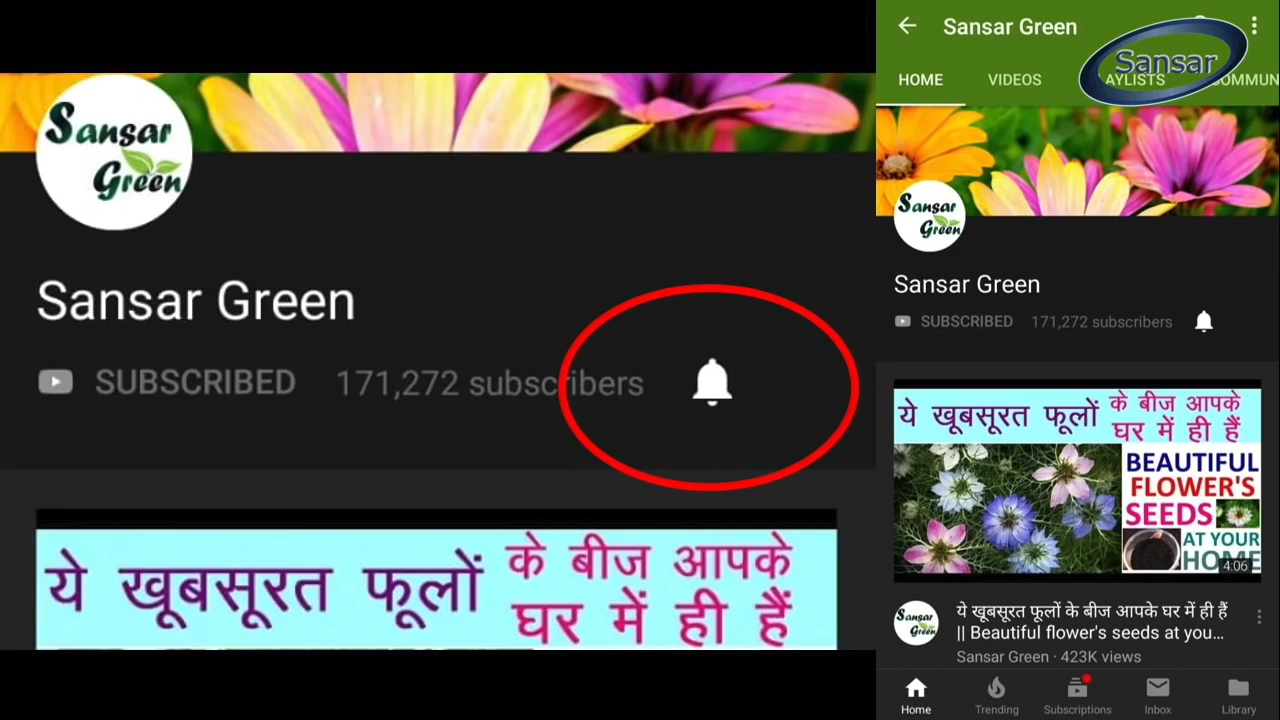 Sansar
Green
Sansar Green
SUBSCRIBED 171,272 subscribers
ये खूबसूरत फूलों के बीज आपके
घर में ही हैं
Sansar Green
Sansar
HOME VIDEOS AYLISTS OMMUN
Sansar
Green
Sansar Green
SUBSCRIBED 171,272 subscribers
ये खूबसूरत फूलों के बीज आपके
घर में ही हैं
BEAUTIFUL
FLOWER'S
SEEDS
AT YOUR
HOME
4:06
Sansar
Green
ये खूबसूरत फूलों के बीज आपके घर में ही हैं
|| Beautiful flower's seeds at you...
Sansar Green · 423K views
Home Trending Subscriptions Inbox Library